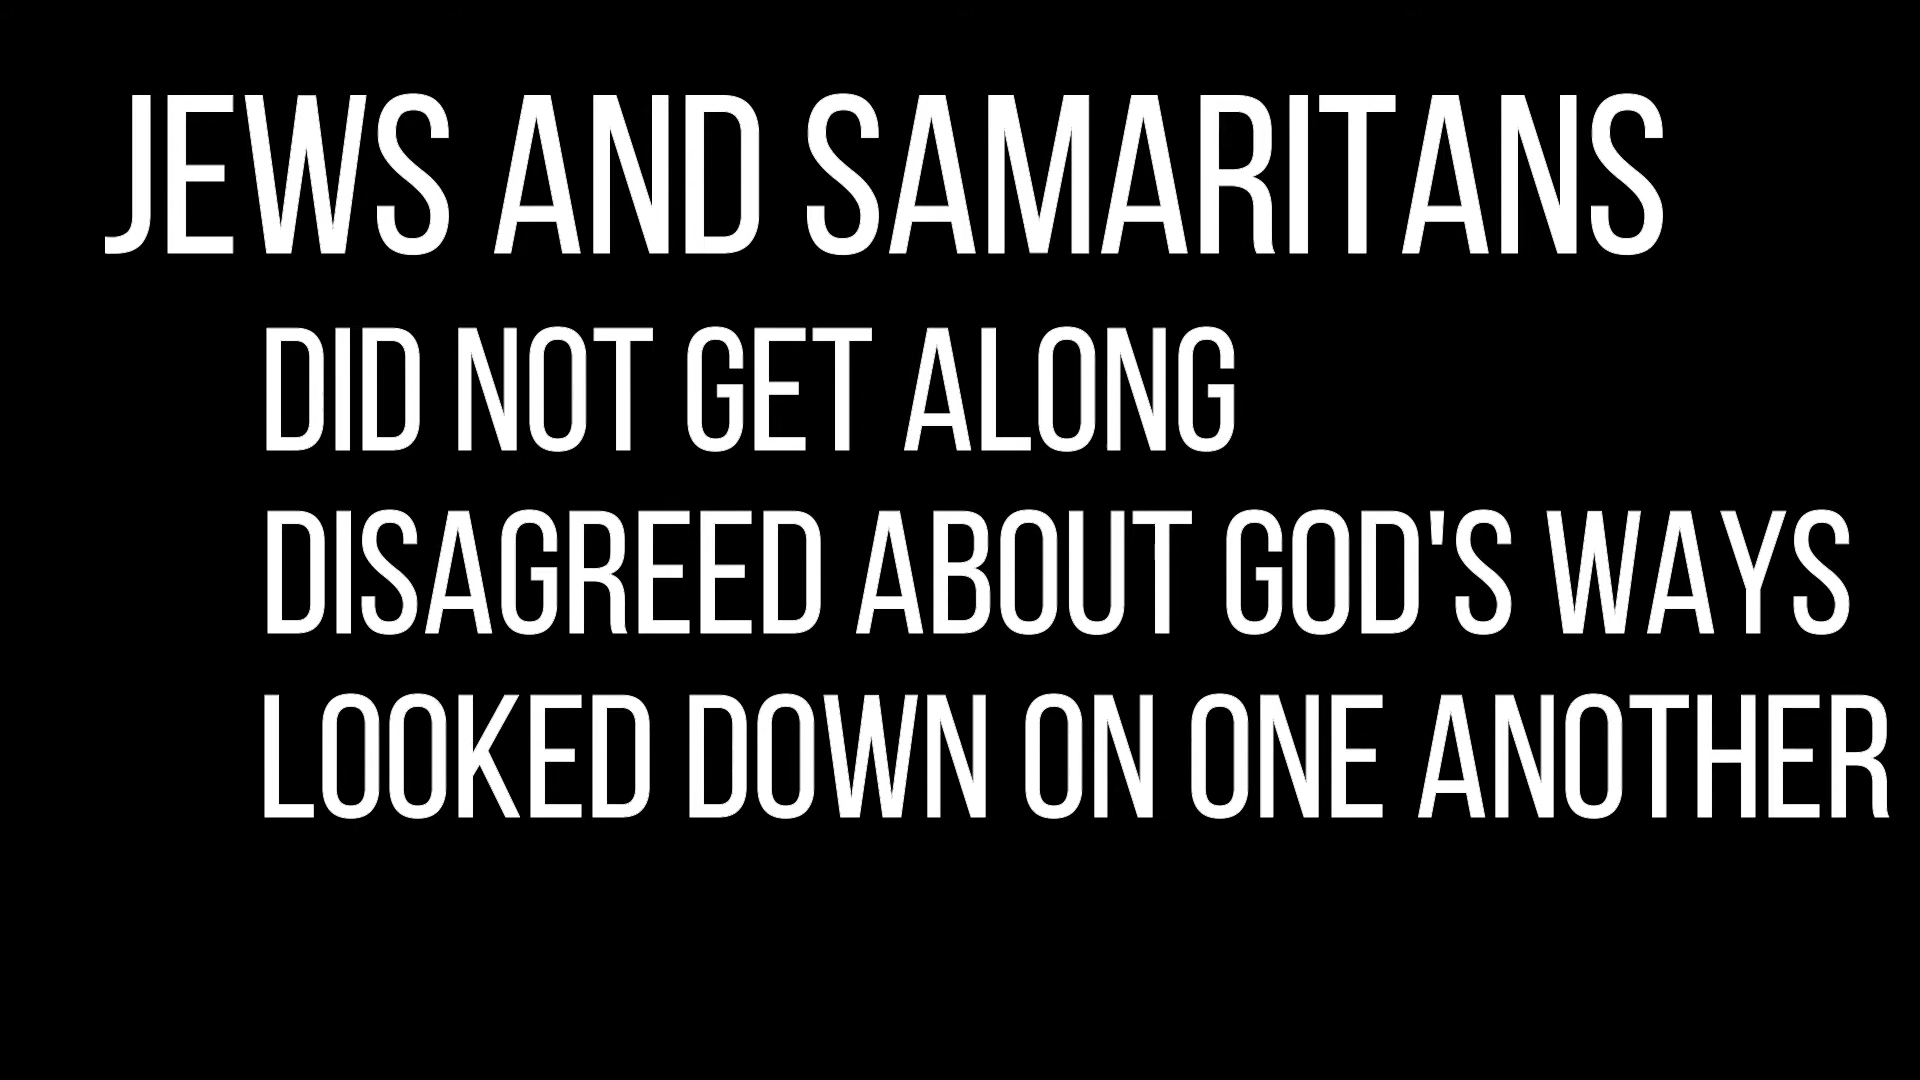 JEWS AND SAMARITANS
DID NOT GET ALONG
DISAGREED ABOUT GOD'S WAYS
LOOKED DOWN ON ONE ANOTHER